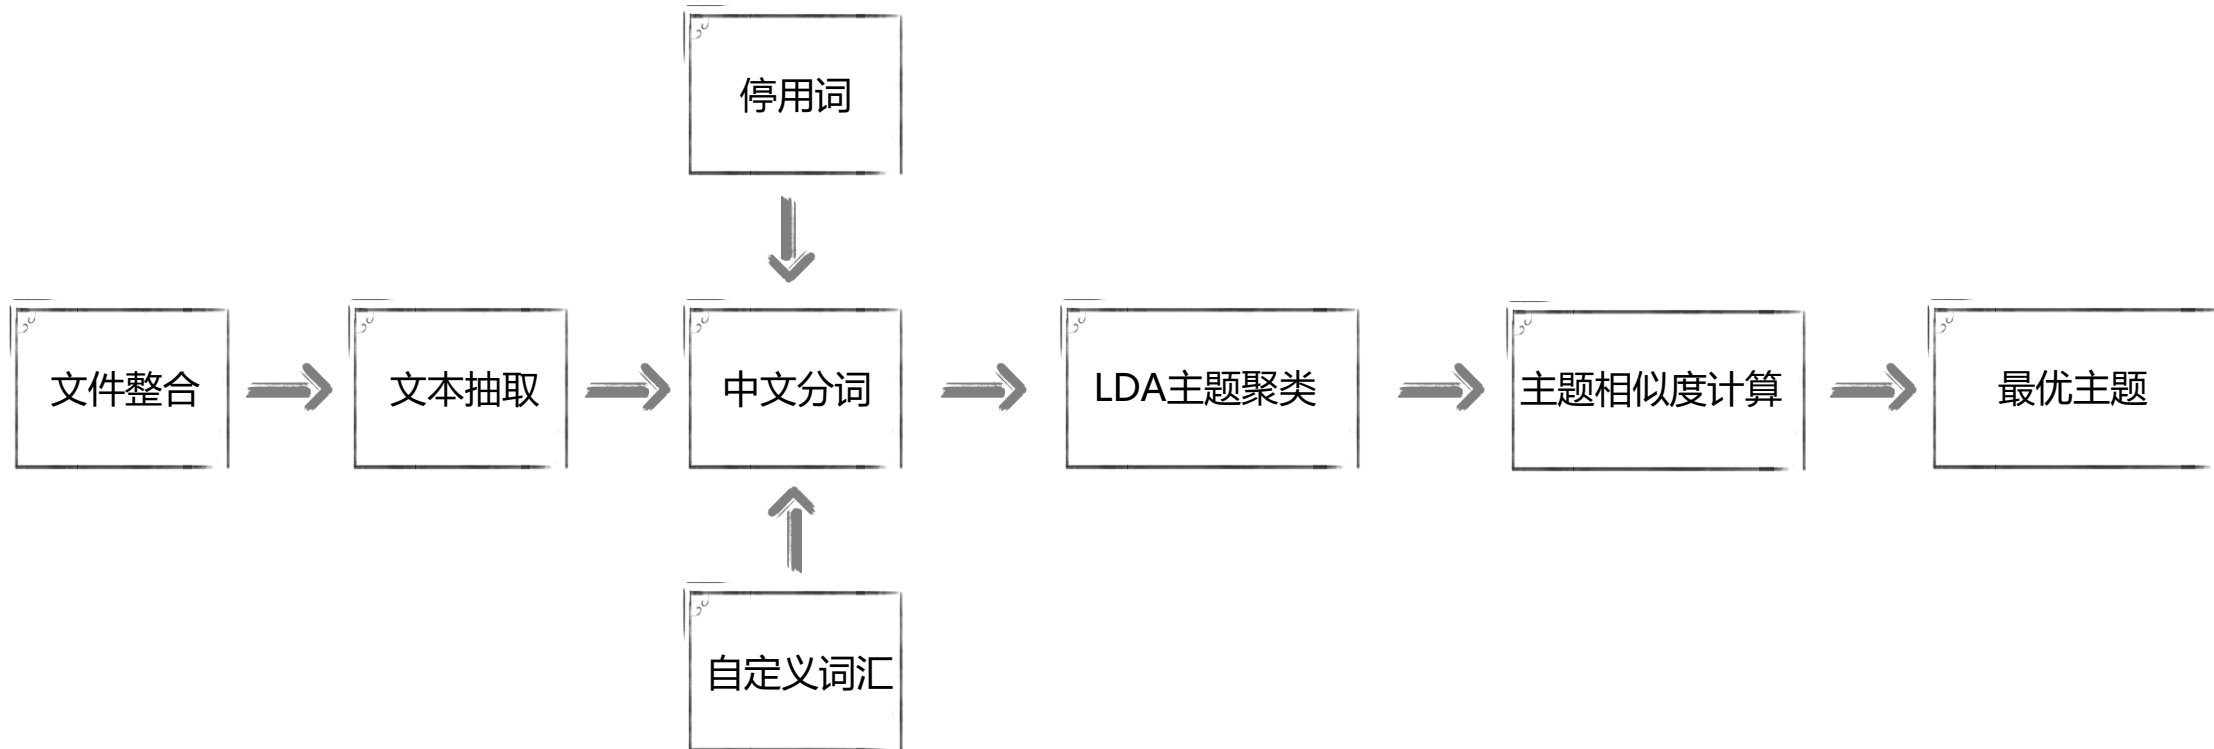 停用词
文件整合
文本抽取
中文分词
LDA主题聚类
主题相似度计算
最优主题
自定义词汇